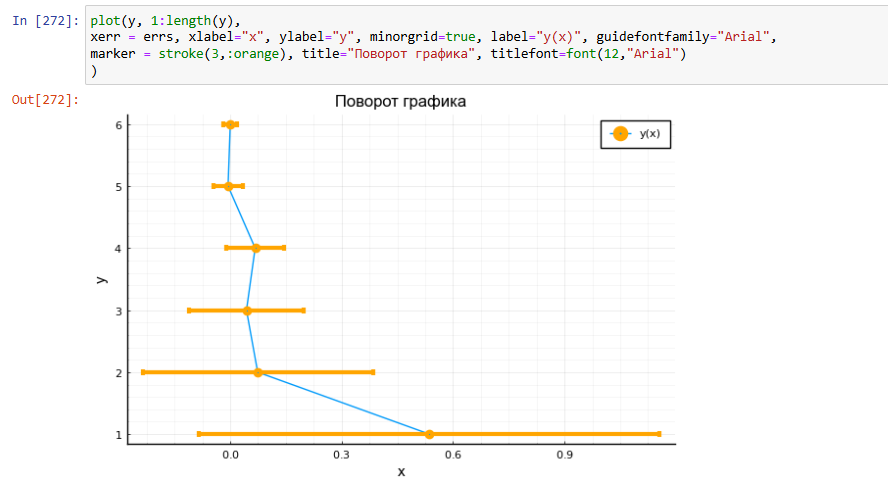 In [272]: plot(y, 1:length(y),
xerr = errs, xlabel="x", ylabel="y", minorgrid=true, label="y(x)", guidefontfamily="Arial",
marker = stroke(3,:orange), title="Поворот графика", titlefont=font(12,"Arial")
)
Out[272]:
Поворот графика
y(x)
6
5
4
3
2
1
y
0.0 0.3 0.6 0.9
x